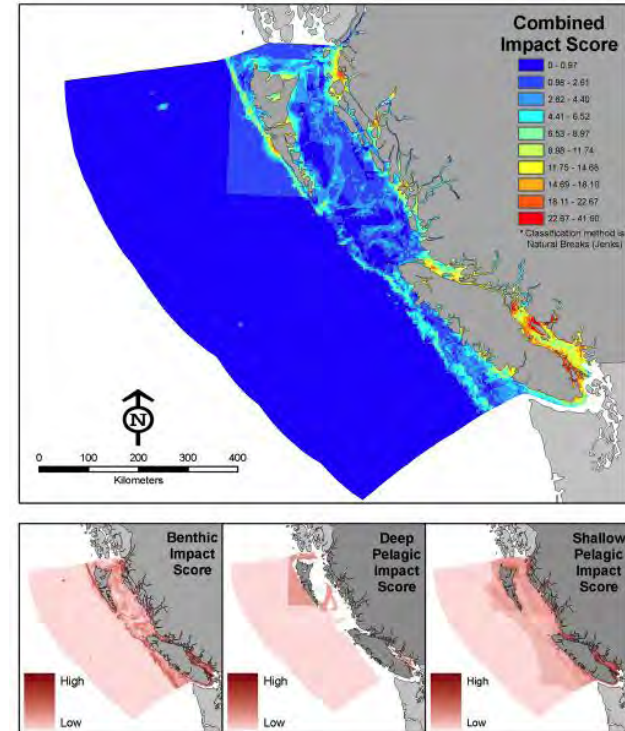 Combined
Impact Score
0 - 0.97
0.98 - 2.61
2.62 - 4.40
4.41 - 6.52
6.53 - 8.97
8.98 - 11.74
11.75 - 14.68
14.69 - 18.10
18.11 - 22.67
22.67 - 41.60
* Classification method is
Natural Breaks (Jenks)
N
0 100 200 300 400
Kilometers
Benthic
Impact
Score
High
Low
Deep
Pelagic
Impact
Score
High
Low
Shallow
Pelagic
Impact
Score
High
Low